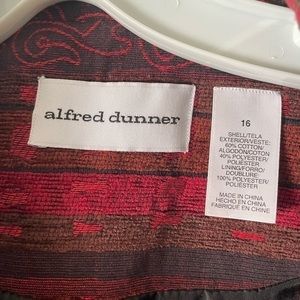 alfred dunner
16
SHELL/TELA
EXTERIOR/VESTE:
60% COTTON/
ALGODÓN/COTON
40% POLYESTER/
POLIÉSTER
LINING/FORRO/
DOUBLURE:
100% POLYESTER/
POLIÉSTER
MADE IN CHINA
HECHO EN CHINA
FABRIQUÉ EN CHINE